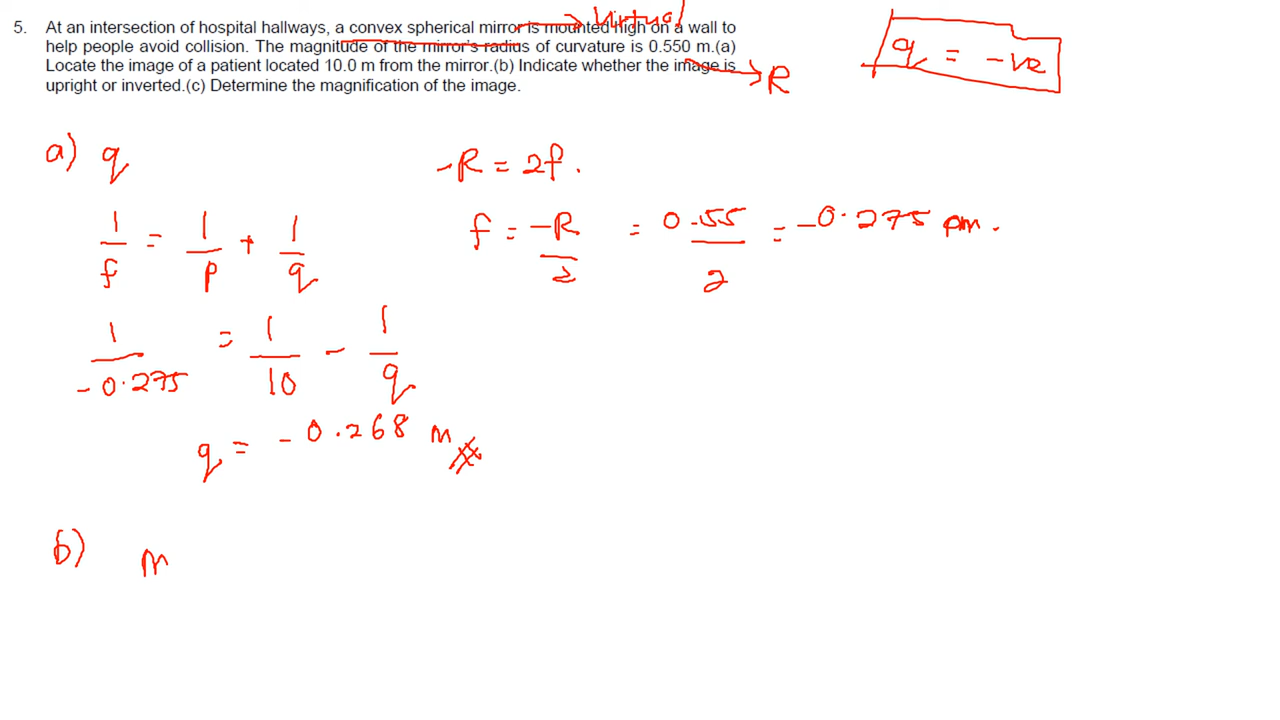 5. At an intersection of hospital hallways, a convex spherical mirror is mounted high on a wall to
help people avoid collision. The magnitude of the mirror's radius of curvature is 0.550 m.(a)
Locate the image of a patient located 10.0 m from the mirror.(b) Indicate whether the image is
upright or inverted.(c) Determine the magnification of the image.
Virtual
R
q = -ve
a) q
1/f = 1/p + 1/q
1/-0.275 = 1/10 - 1/q
q = -0.268 m
-R = 2f.
f = -R/2 = 0.55/2 = -0.275 m.
b) m